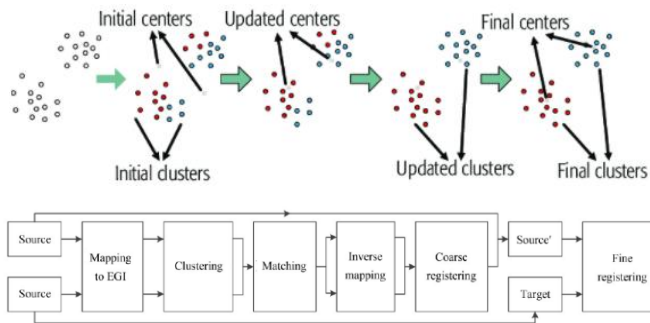 Initial centers
Updated centers
Final centers
Initial clusters
Updated clusters
Final clusters
Source
Mapping
to EGI
Clustering
Matching
Inverse
mapping
Coarse
registering
Source'
Fine
registering
Source
Target